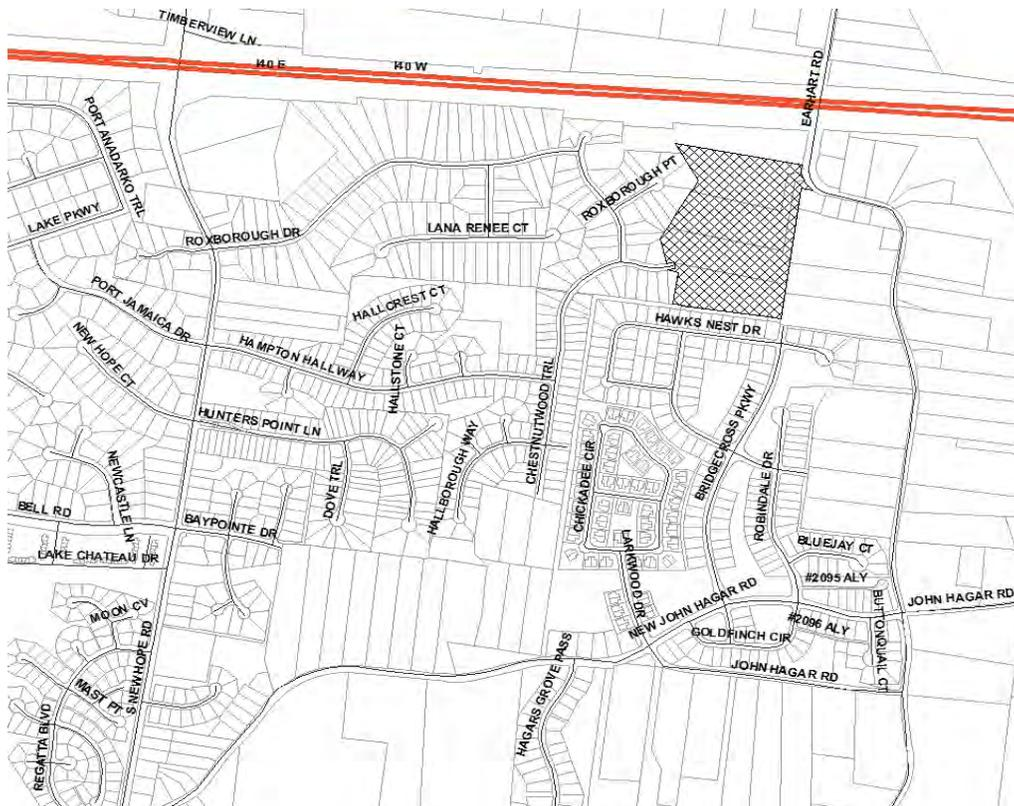 TIMBERVIEW LN
I40 E
I40 W
EARHART RD
PORT ANADARKO TRL
ROXBOROUGH PT
LAKE PKWY
ROXBOROUGH DR
LANA RENEE CT
PORT JAMAICA DR
HALLCREST CT
HAWKS NEST DR
NEW HOPE CT
HAMPTON HALLWAY
HALLSTONE CT
CHESTNUTWOOD TRL
BRIDGECROSS PKWY
HUNTERS POINT LN
HALLBOROUGH WAY
CHICKADEE CIR
ROBINDALE DR
NEWCASTLE LN
DOVE TRL
BELL RD
BAYPOINTE DR
LAKE CHATEAU DR
LARKWOOD DR
BLUEJAY CT
#2095 ALY
MOON CV
NEW JOHN HAGAR RD
JOHN HAGAR RD
#2096 ALY
BUTTONQUAIL CT
GOLDFINCH CIR
S NEW HOPE RD
MAST PT
HAGARS GROVE PASS
JOHN HAGAR RD
REGATTA BLVD